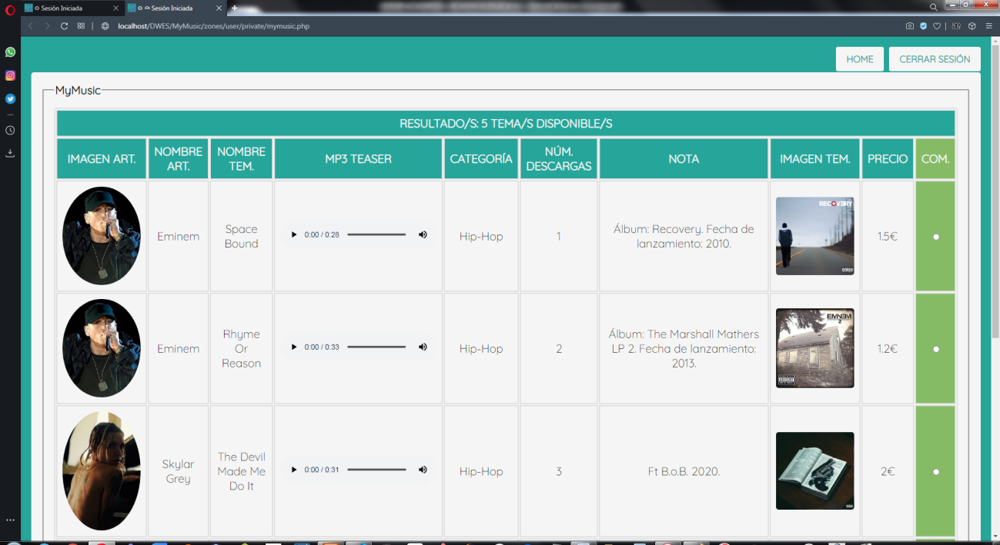 Sesión Iniciada
Sesión Iniciada
localhost/DWES/MyMusic/zones/user/private/mymusic.php
HOME
CERRAR SESIÓN
MyMusic
RESULTADO/S: 5 TEMA/S DISPONIBLE/S
IMAGEN ART.
NOMBRE ART.
NOMBRE TEM.
MP3 TEASER
CATEGORÍA
NÚM. DESCARGAS
NOTA
IMAGEN TEM.
PRECIO
COM.
Eminem
Space
Bound
0:00 / 0:28
Hip-Hop
1
Álbum: Recovery. Fecha de
lanzamiento: 2010.
RECOVERY
1.5€
Eminem
Rhyme
Or
Reason
0:00 / 0:33
Hip-Hop
2
Álbum: The Marshall Mathers
LP 2. Fecha de lanzamiento:
2013.
EMINEM
2
1.2€
Skylar
Grey
The Devil
Made Me
Do It
0:00 / 0:31
Hip-Hop
3
Ft B.o.B. 2020.
2€